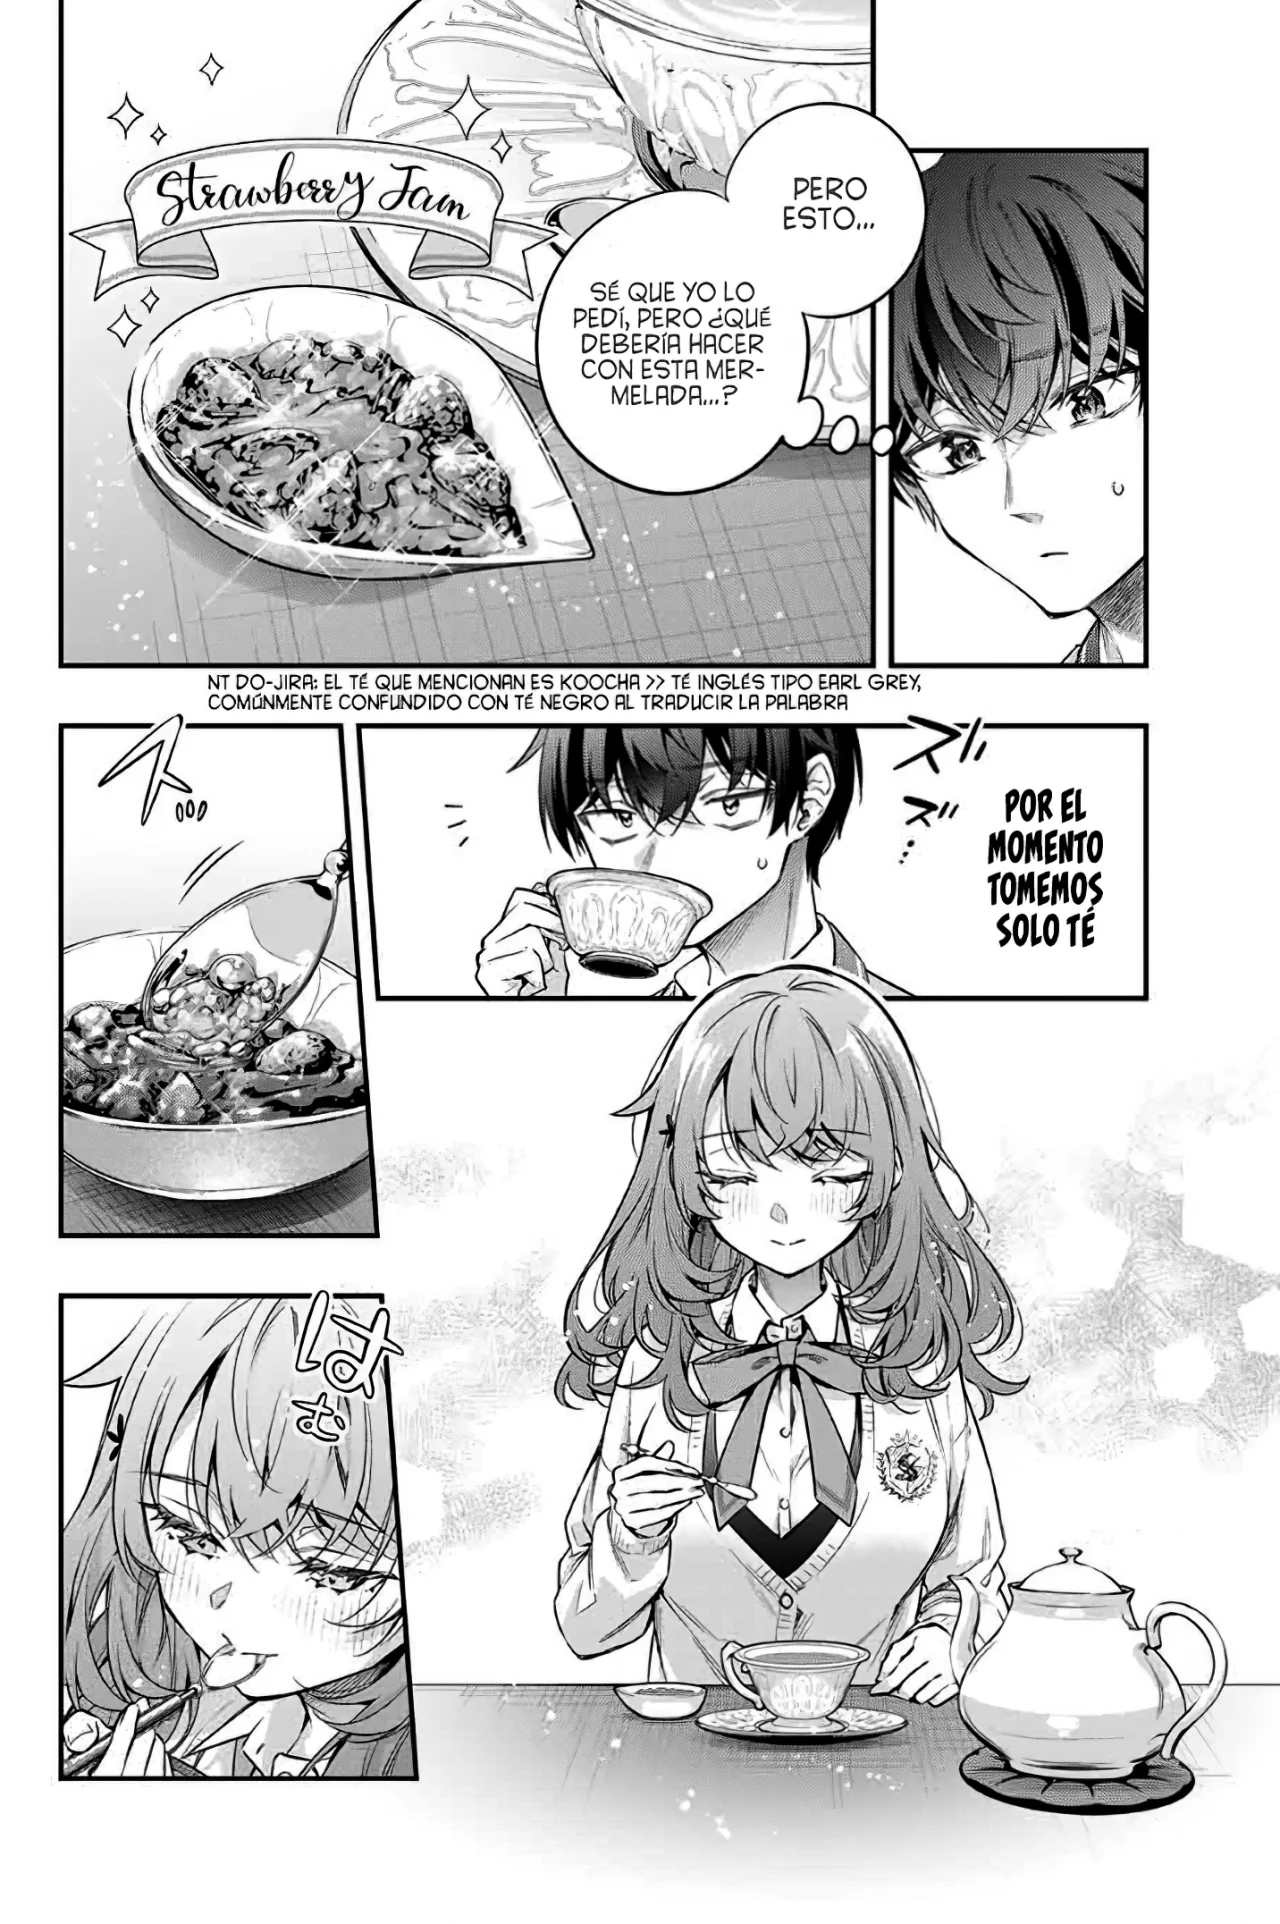 PERO
ESTO...
SÉ QUE YO LO
PEDÍ, PERO ¿QUÉ
DEBERÍA HACER
CON ESTA MER-
MELADA...?
Strawberry Jam
NT DO-JIRA: EL TÉ QUE MENCIONAN ES KOOCHA >> TÉ INGLÉS TIPO EARL GREY,
COMÚNMENTE CONFUNDIDO CON TÉ NEGRO AL TRADUCIR LA PALABRA
POR EL
MOMENTO
TOMEMOS
SOLO TÉ
ズ
ズ
ス
はむ
S